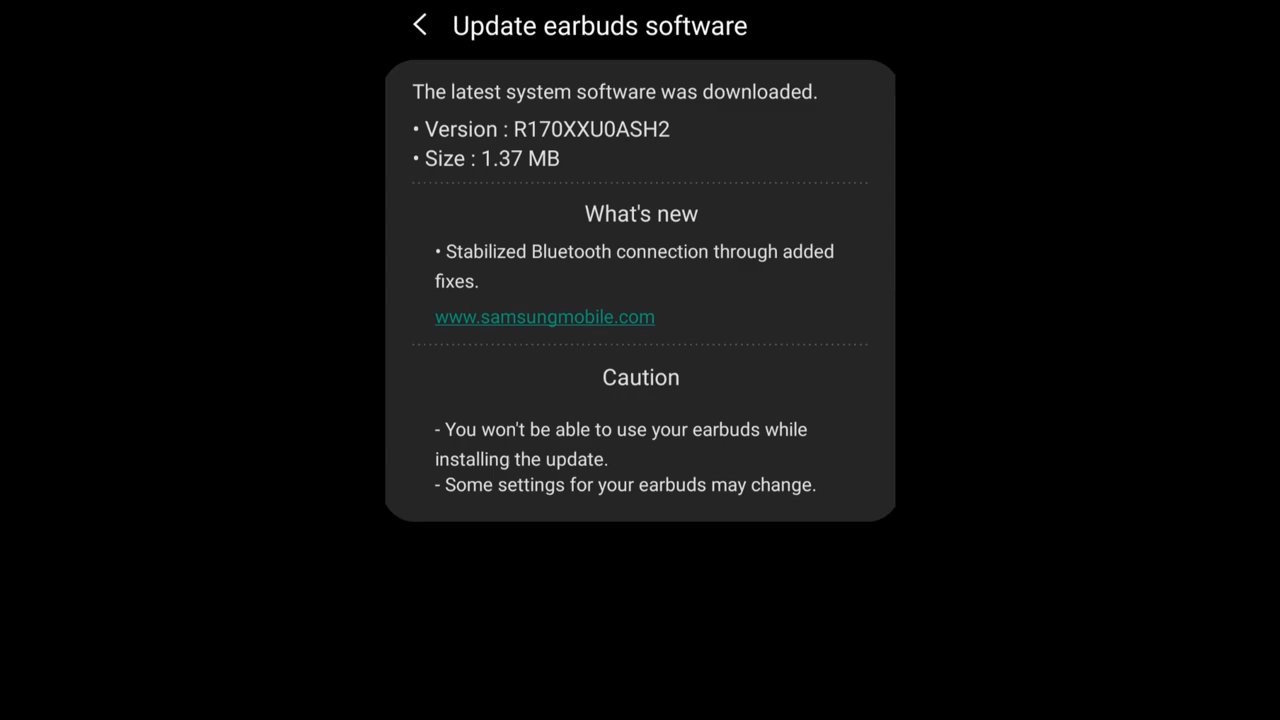 Update earbuds software
The latest system software was downloaded.
• Version : R170XXU0ASH2
• Size : 1.37 MB
What's new
• Stabilized Bluetooth connection through added
fixes.
www.samsungmobile.com
Caution
- You won't be able to use your earbuds while
installing the update.
- Some settings for your earbuds may change.